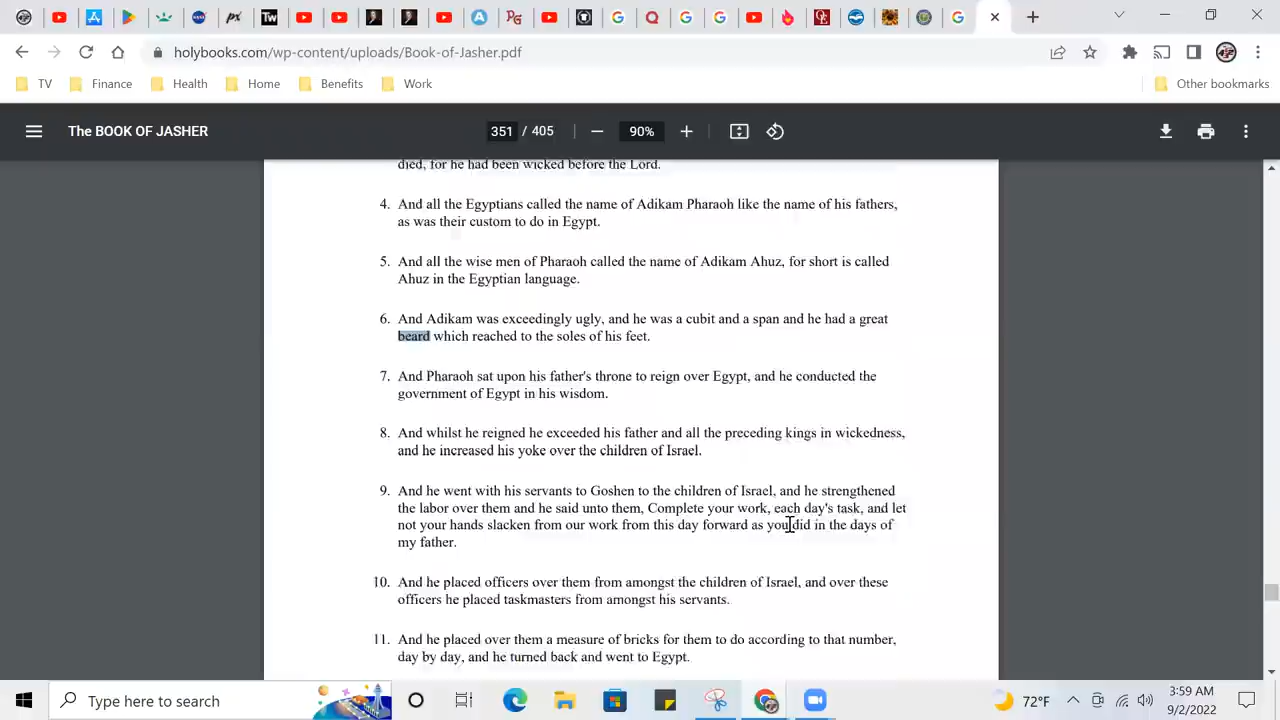 holybooks.com/wp-content/uploads/Book-of-Jasher.pdf
TV Finance Health Home Benefits Work Other bookmarks
The BOOK OF JASHER 351 / 405 90%
died, for he had been wicked before the Lord.
4. And all the Egyptians called the name of Adikam Pharaoh like the name of his fathers,
as was their custom to do in Egypt.
5. And all the wise men of Pharaoh called the name of Adikam Ahuz, for short is called
Ahuz in the Egyptian language.
6. And Adikam was exceedingly ugly, and he was a cubit and a span and he had a great
beard which reached to the soles of his feet.
7. And Pharaoh sat upon his father's throne to reign over Egypt, and he conducted the
government of Egypt in his wisdom.
8. And whilst he reigned he exceeded his father and all the preceding kings in wickedness,
and he increased his yoke over the children of Israel.
9. And he went with his servants to Goshen to the children of Israel, and he strengthened
the labor over them and he said unto them, Complete your work, each day's task, and let
not your hands slacken from our work from this day forward as you did in the days of
my father.
10. And he placed officers over them from amongst the children of Israel, and over these
officers he placed taskmasters from amongst his servants.
11. And he placed over them a measure of bricks for them to do according to that number,
day by day, and he turned back and went to Egypt.
Type here to search
72°F
3:59 AM
9/2/2022